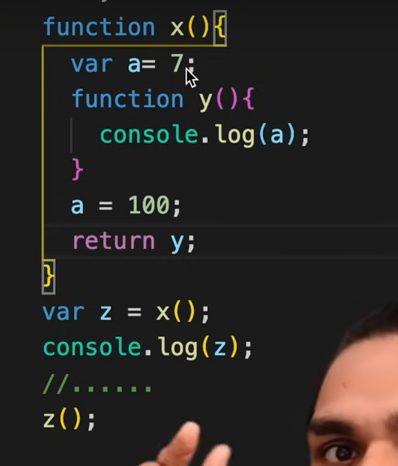 function x(){
var a= 7;
function y(){
console.log(a);
}
a = 100;
return y;
}
var z = x();
console.log(z);
//......
z();